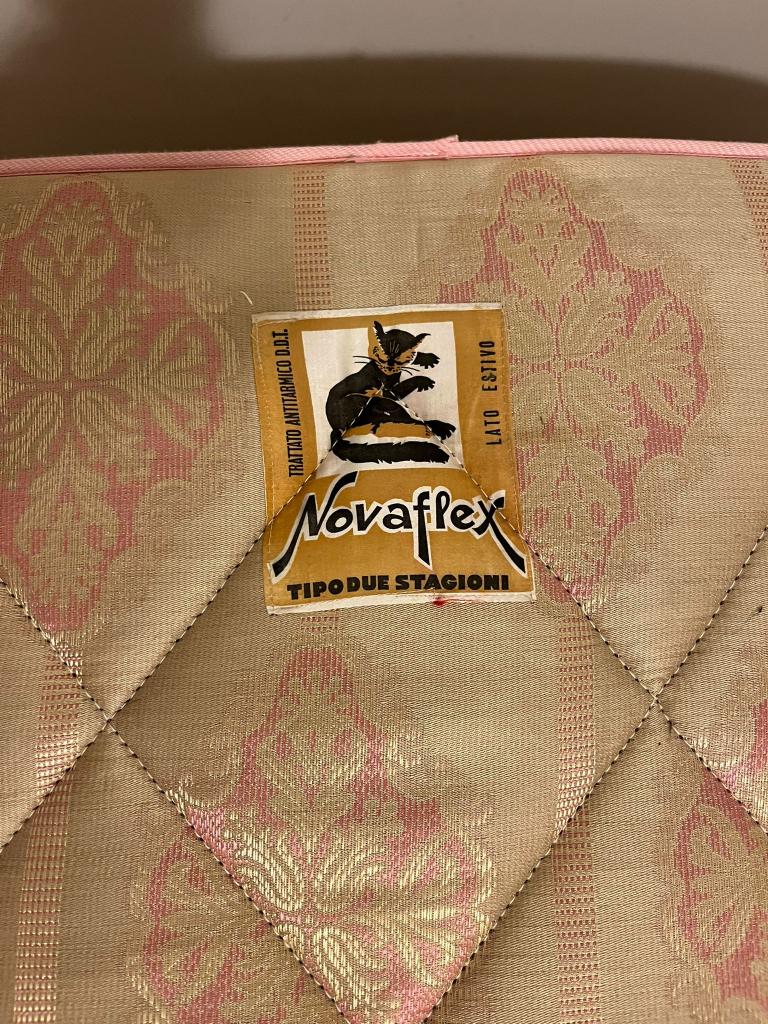 TRATTATO ANTITARMICO D.D.T.
LATO ESTIVO
Novaflex
TIPO DUE STAGIONI